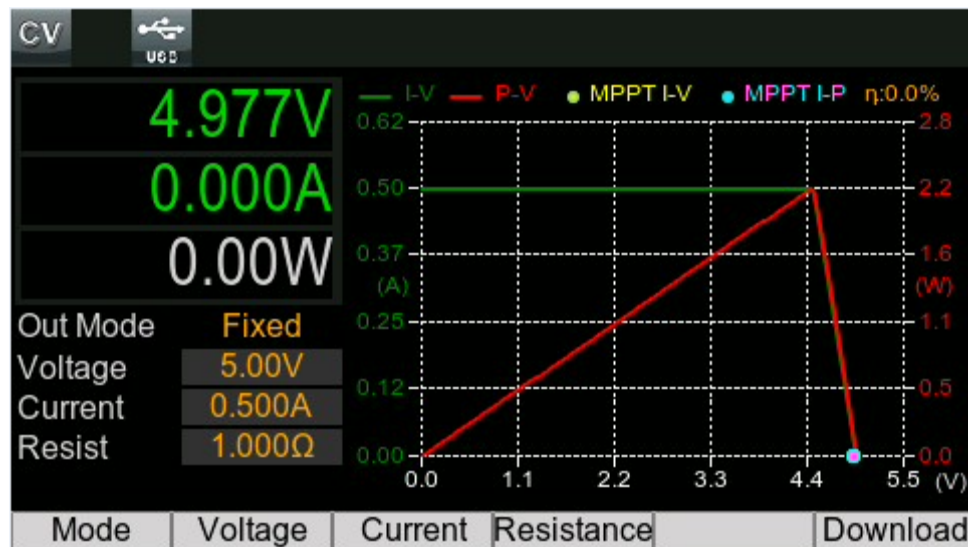 CV
USB
4.977V
0.000A
0.00W
Out Mode Fixed
Voltage 5.00V
Current 0.500A
Resist 1.000Ω
I-V P-V MPPT I-V MPPT I-P η:0.0%
0.62 2.8
0.50 2.2
0.37 1.6
(A) (W)
0.25 1.1
0.12 0.5
0.00 0.0
0.0 1.1 2.2 3.3 4.4 5.5 (V)
Mode Voltage Current Resistance Download